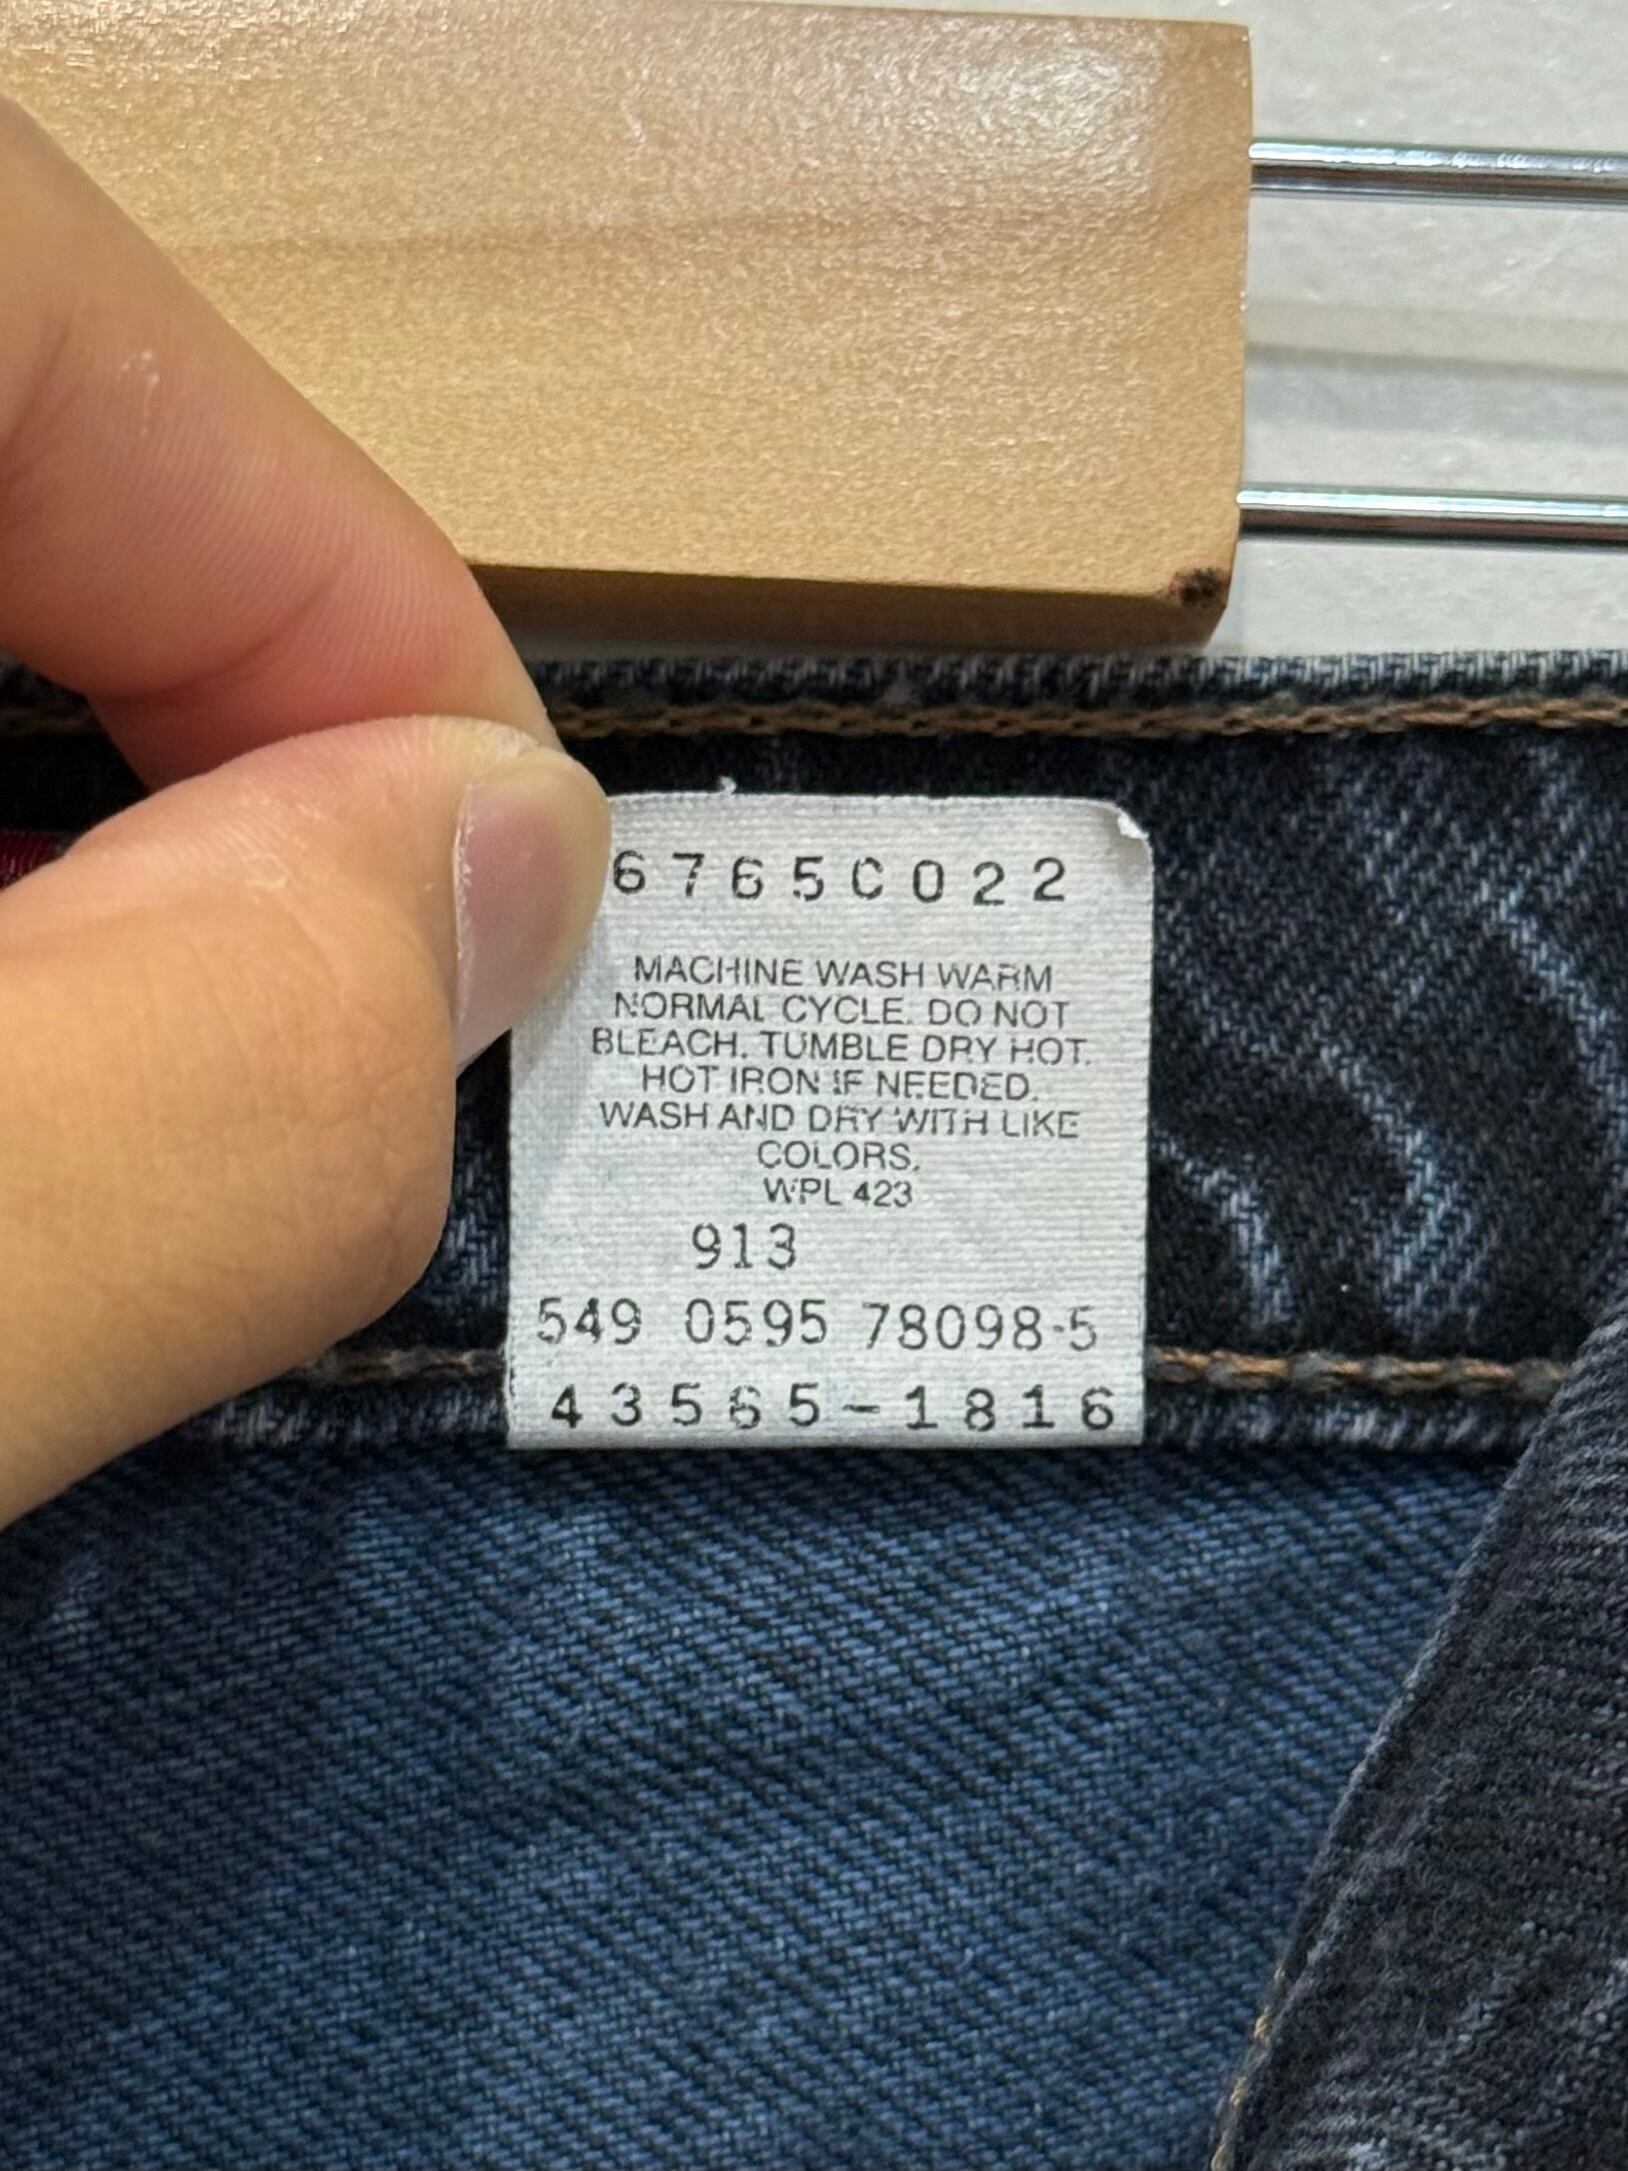 6765C022
MACHINE WASH WARM
NORMAL CYCLE. DO NOT
BLEACH. TUMBLE DRY HOT.
HOT IRON IF NEEDED.
WASH AND DRY WITH LIKE
COLORS.
WPL 423
913
549 0595 78098-5
43565-1816